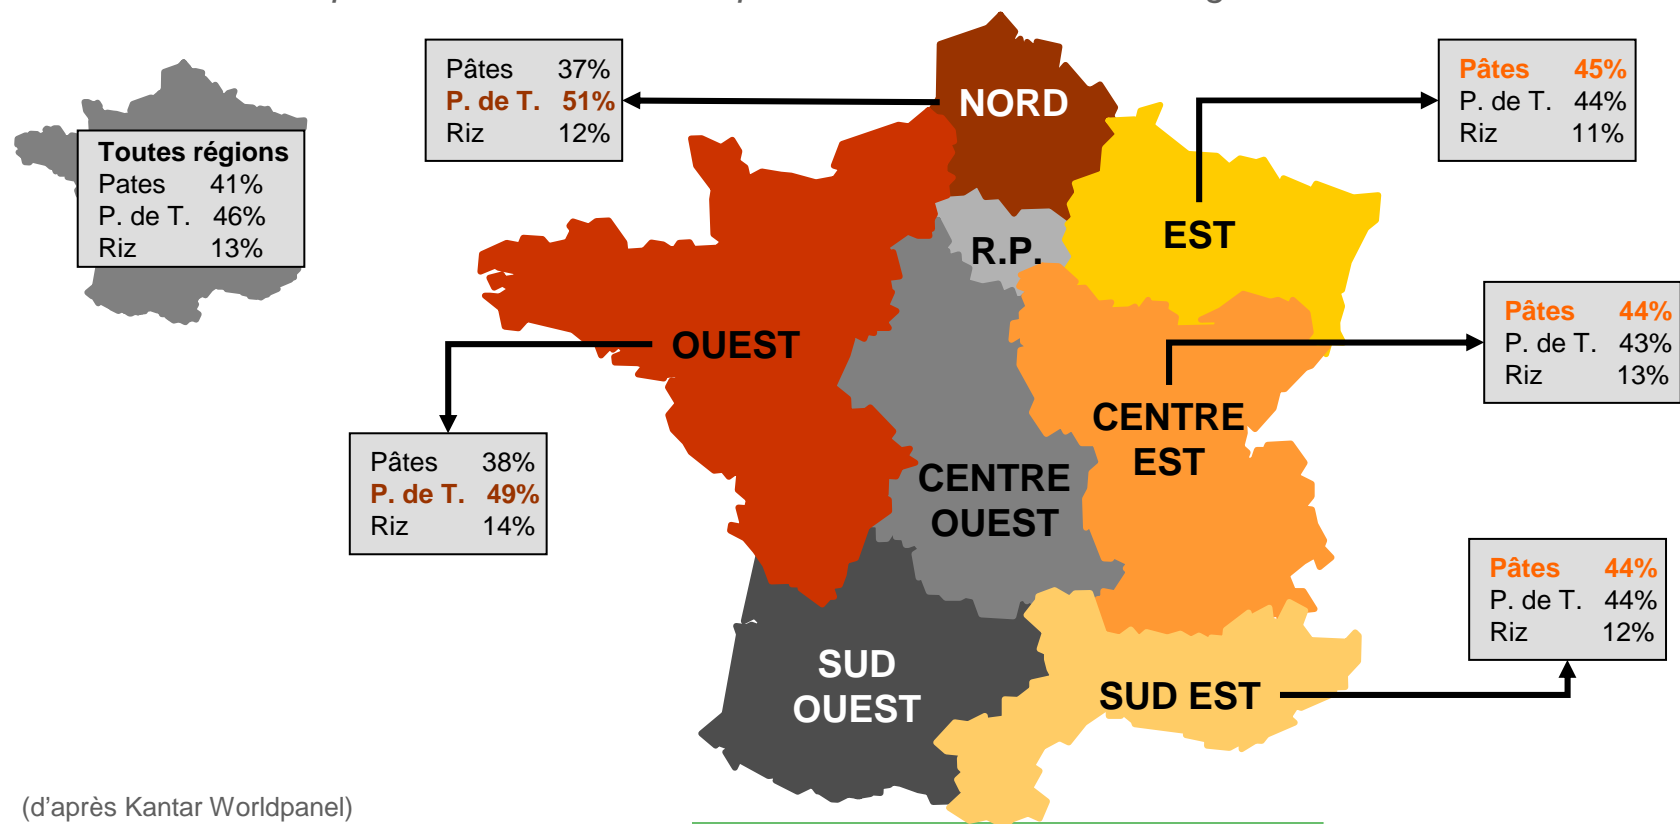 Toutes régions
Pates 41%
P. de T. 46%
Riz 13%
Pâtes 37%
P. de T. 51%
Riz 12%
NORD
Pâtes 45%
P. de T. 44%
Riz 11%
EST
R.P.
OUEST
Pâtes 44%
P. de T. 43%
Riz 13%
CENTRE
EST
Pâtes 38%
P. de T. 49%
Riz 14%
CENTRE
OUEST
Pâtes 44%
P. de T. 44%
Riz 12%
SUD
OUEST
SUD EST
(d'après Kantar Worldpanel)